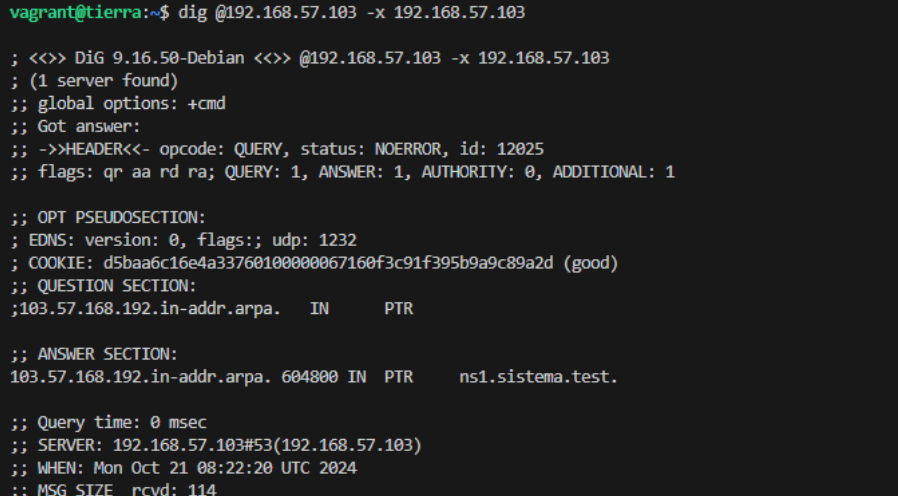 vagrant@tierra:~$ dig @192.168.57.103 -x 192.168.57.103
; <<>> DiG 9.16.50-Debian <<>> @192.168.57.103 -x 192.168.57.103
; (1 server found)
;; global options: +cmd
;; Got answer:
;; ->>HEADER<<- opcode: QUERY, status: NOERROR, id: 12025
;; flags: qr aa rd ra; QUERY: 1, ANSWER: 1, AUTHORITY: 0, ADDITIONAL: 1
;; OPT PSEUDOSECTION:
; EDNS: version: 0, flags:; udp: 1232
; COOKIE: d5baa6c16e4a33760100000067160f3c91f395b9a9c89a2d (good)
;; QUESTION SECTION:
;103.57.168.192.in-addr.arpa. IN PTR
;; ANSWER SECTION:
103.57.168.192.in-addr.arpa. 604800 IN PTR ns1.sistema.test.
;; Query time: 0 msec
;; SERVER: 192.168.57.103#53(192.168.57.103)
;; WHEN: Mon Oct 21 08:22:20 UTC 2024
;; MSG SIZE rcvd: 114